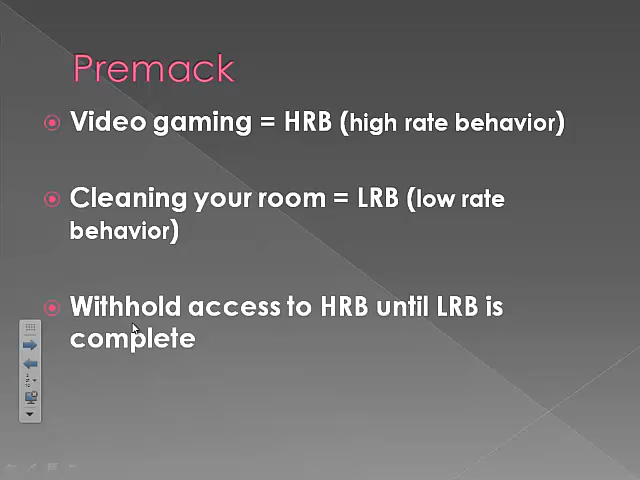 Premack
Video gaming = HRB (high rate behavior)
Cleaning your room = LRB (low rate
behavior)
Withhold access to HRB until LRB is
complete